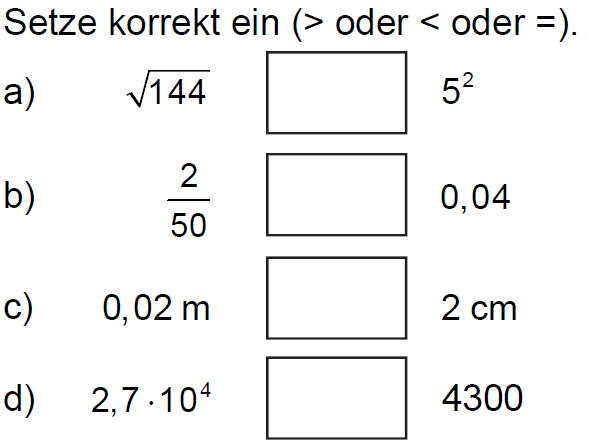 Setze korrekt ein (> oder < oder =).
a) √144 5²
b) 2/50 0,04
c) 0,02 m 2 cm
d) 2,7 · 10⁴ 4300